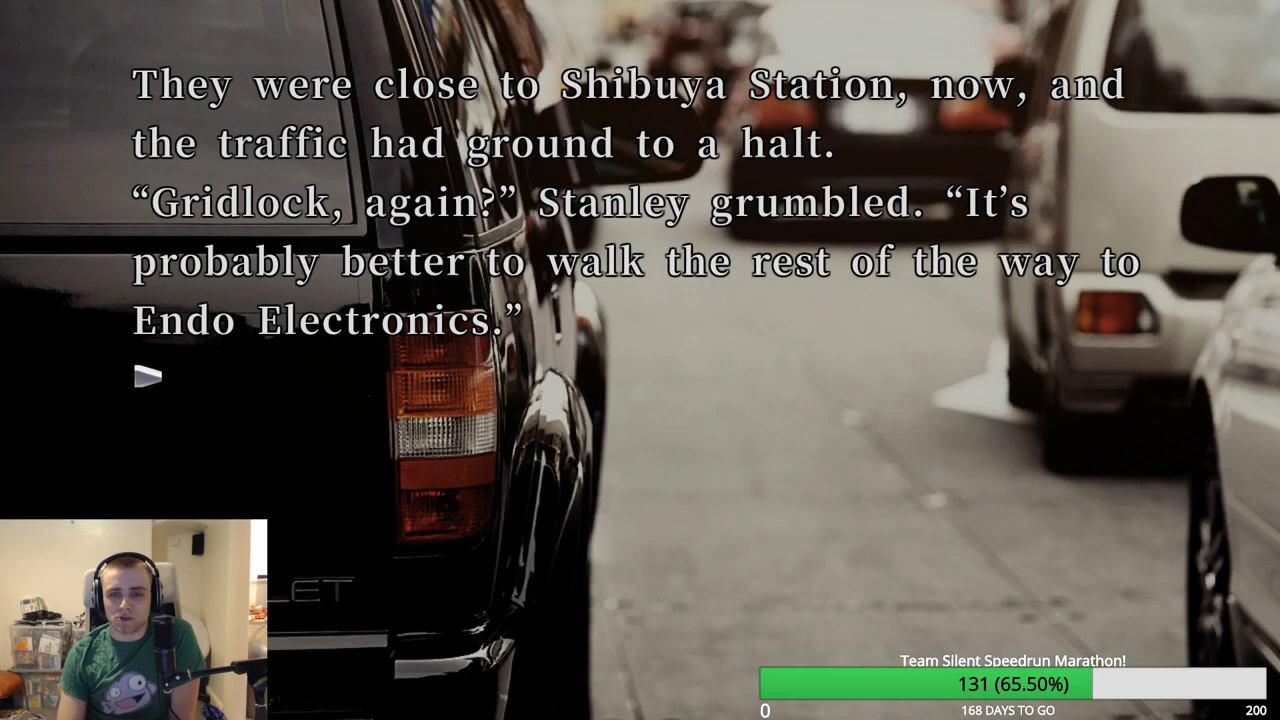 They were close to Shibuya Station, now, and
the traffic had ground to a halt.
“Gridlock, again?” Stanley grumbled. “It’s
probably better to walk the rest of the way to
Endo Electronics.”
ET
Team Silent Speedrun Marathon!
131 (65.50%)
0
168 DAYS TO GO
200